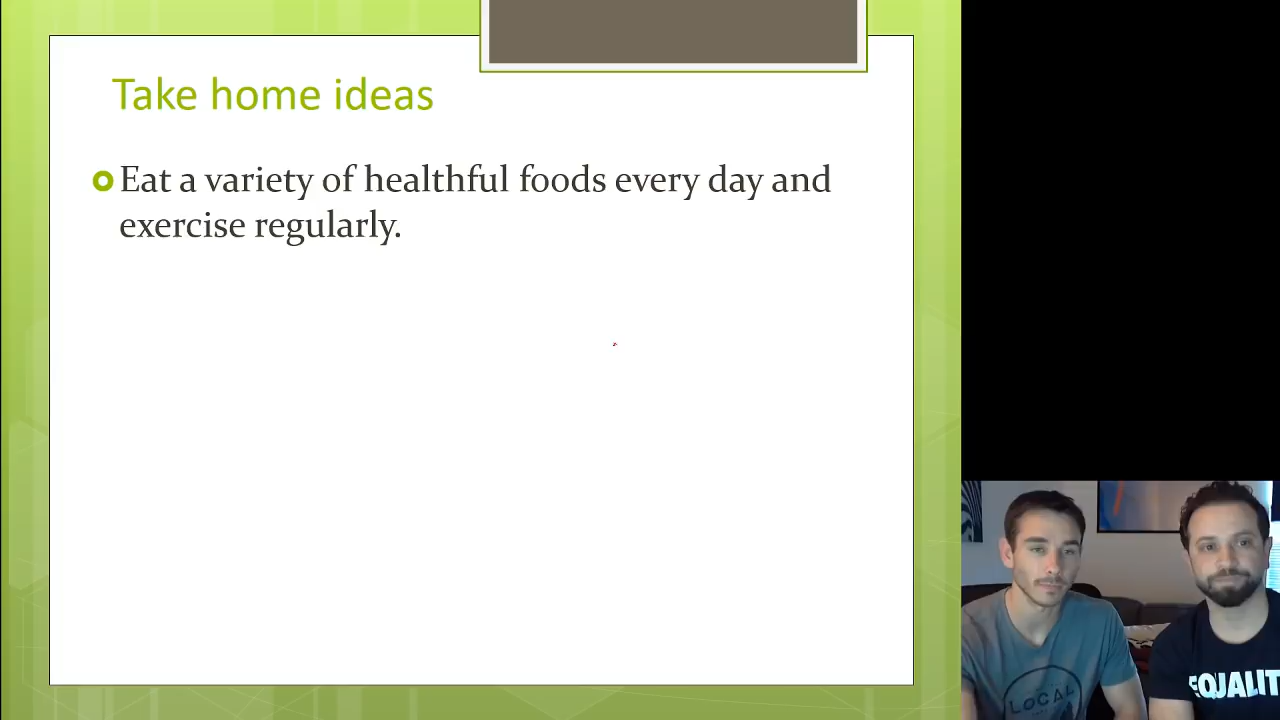 Take home ideas
Eat a variety of healthful foods every day and
exercise regularly.
LOCAL
EQUALIT